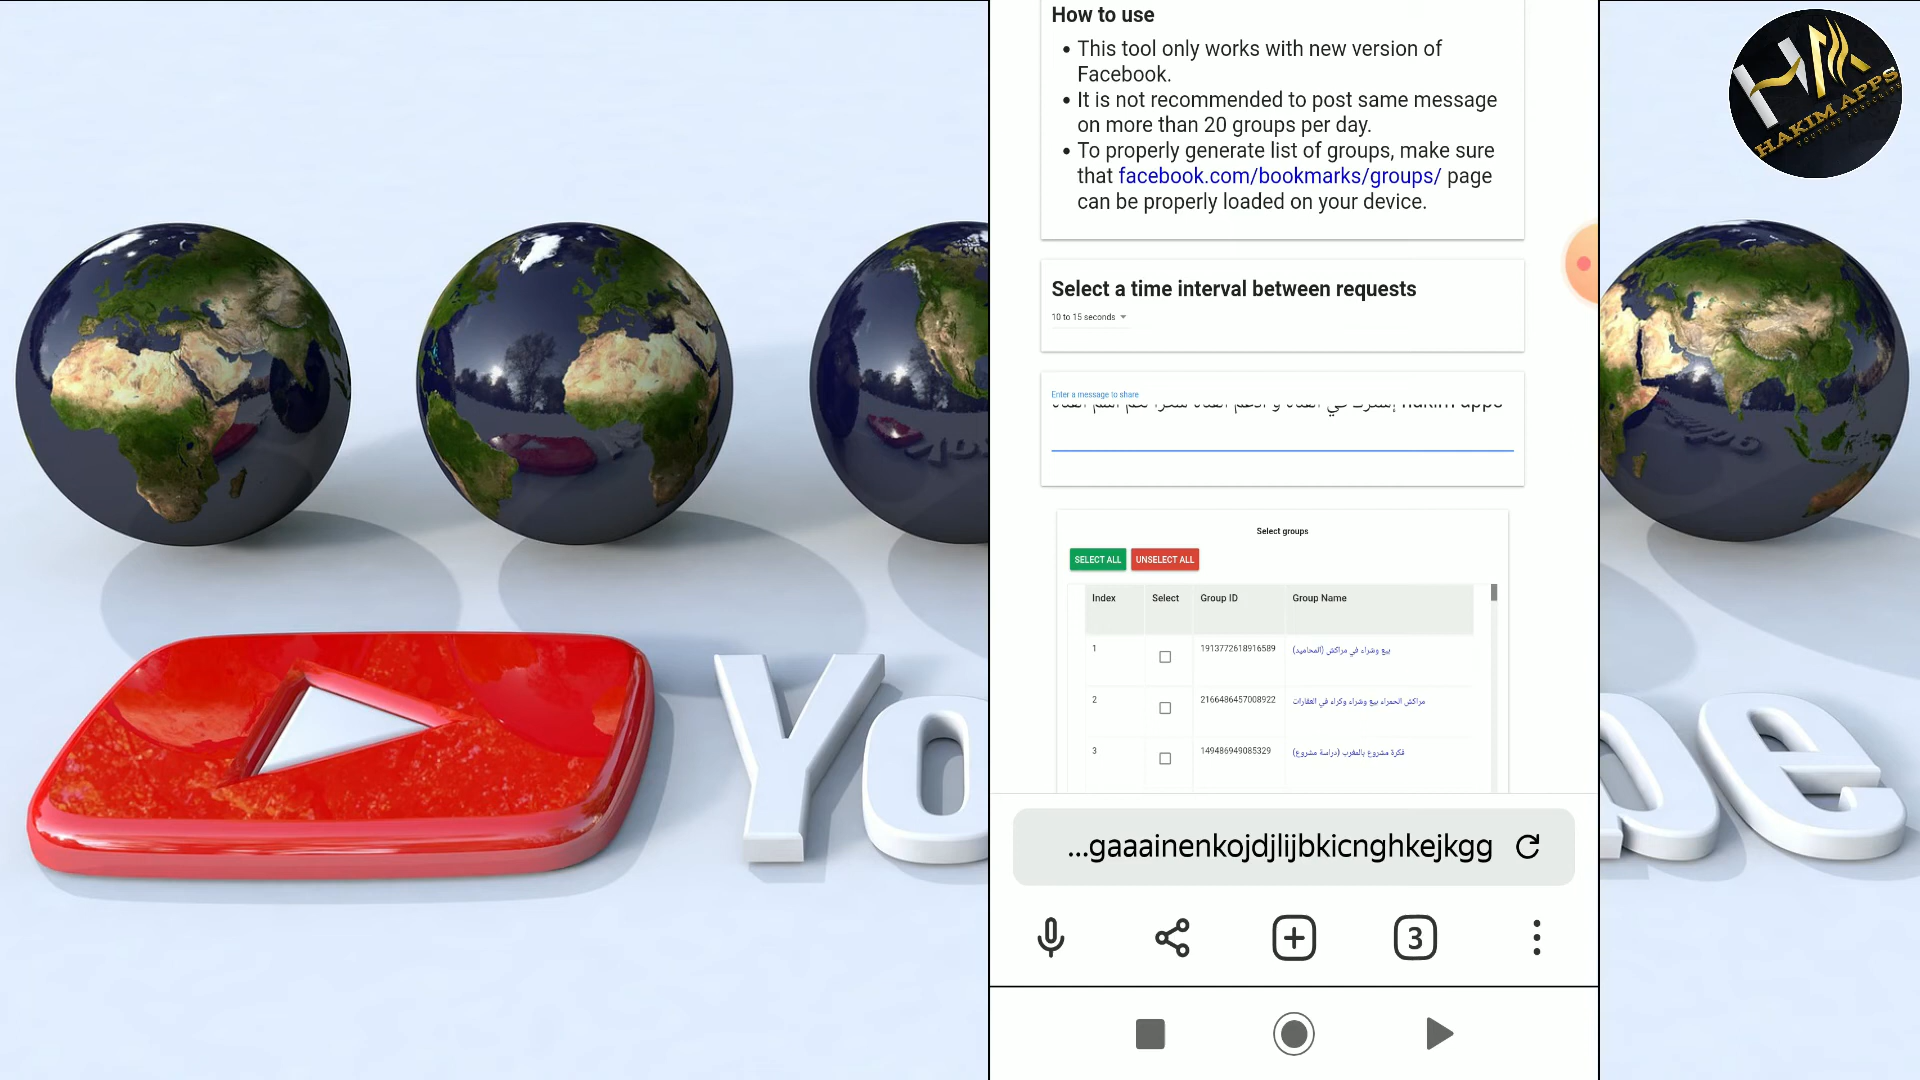 How to use
• This tool only works with new version of
Facebook.
• It is not recommended to post same message
on more than 20 groups per day.
• To properly generate list of groups, make sure
that facebook.com/bookmarks/groups/ page
can be properly loaded on your device.
Select a time interval between requests
10 to 15 seconds
Enter a message to share
hakim apps
Select groups
SELECT ALL UNSELECT ALL
Index Select Group ID Group Name
1 1913772618916589 بيع وشراء في مراكش (المحاميد)
2 2166486457008922 مراكش الحمراء بيع وشراء وكراء في العقارات
3 149486949085329 فكرة مشروع بالمغرب (دراسة مشروع)
...gaaainenkojdjlijbkicnghkejkgg
3
HAKIM APPS
Yo
be